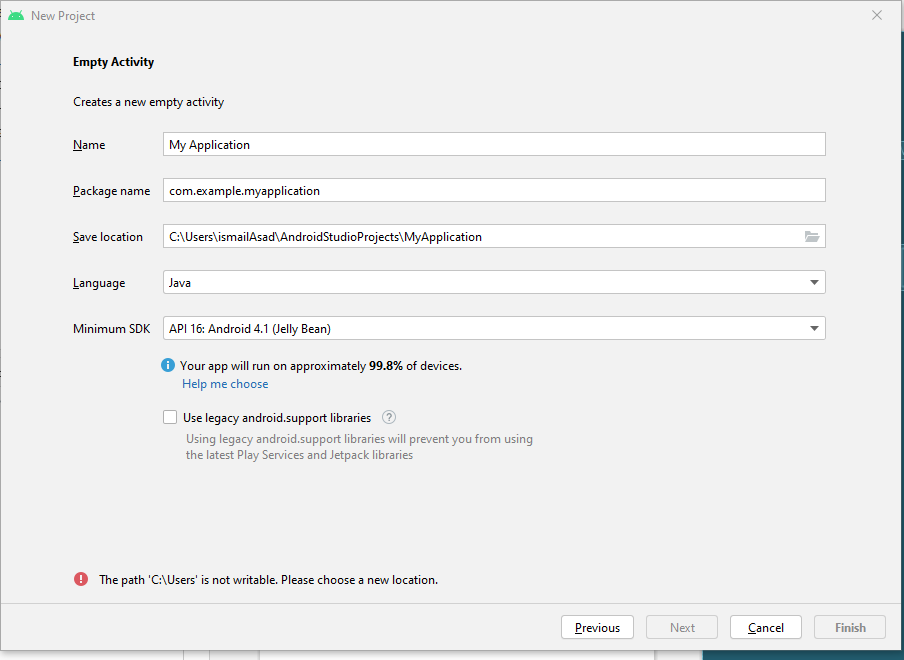 New Project
Empty Activity
Creates a new empty activity
Name My Application
Package name com.example.myapplication
Save location C:\Users\ismailAsad\AndroidStudioProjects\MyApplication
Language Java
Minimum SDK API 16: Android 4.1 (Jelly Bean)
Your app will run on approximately 99.8% of devices.
Help me choose
Use legacy android.support libraries ?
Using legacy android.support libraries will prevent you from using
the latest Play Services and Jetpack libraries
The path 'C:\Users' is not writable. Please choose a new location.
Previous Next Cancel Finish